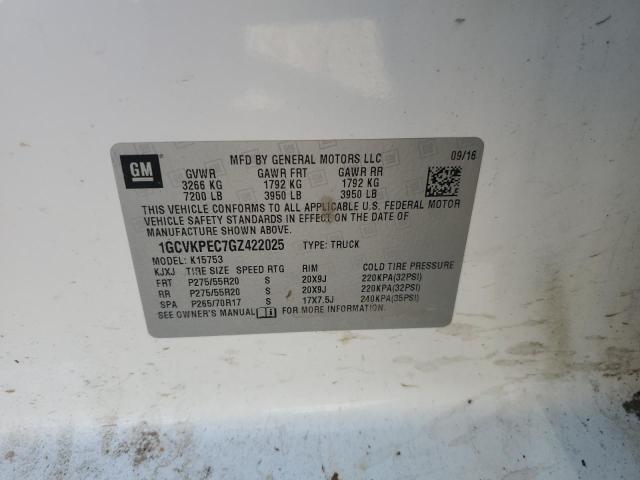 GM
MFD BY GENERAL MOTORS LLC 09/16
GVWR GAWR FRT GAWR RR
3266 KG 1792 KG 1792 KG
7200 LB 3950 LB 3950 LB
THIS VEHICLE CONFORMS TO ALL APPLICABLE U.S. FEDERAL MOTOR
VEHICLE SAFETY STANDARDS IN EFFECT ON THE DATE OF
MANUFACTURE SHOWN ABOVE.
1GCVKPEC7GZ422025 TYPE: TRUCK
MODEL: K15753
KJXJ TIRE SIZE SPEED RTG RIM COLD TIRE PRESSURE
FRT P275/55R20 S 20X9J 220KPA(32PSI)
RR P275/55R20 S 20X9J 220KPA(32PSI)
SPA P265/70R17 S 17X7.5J 240KPA(35PSI)
SEE OWNER'S MANUAL FOR MORE INFORMATION.